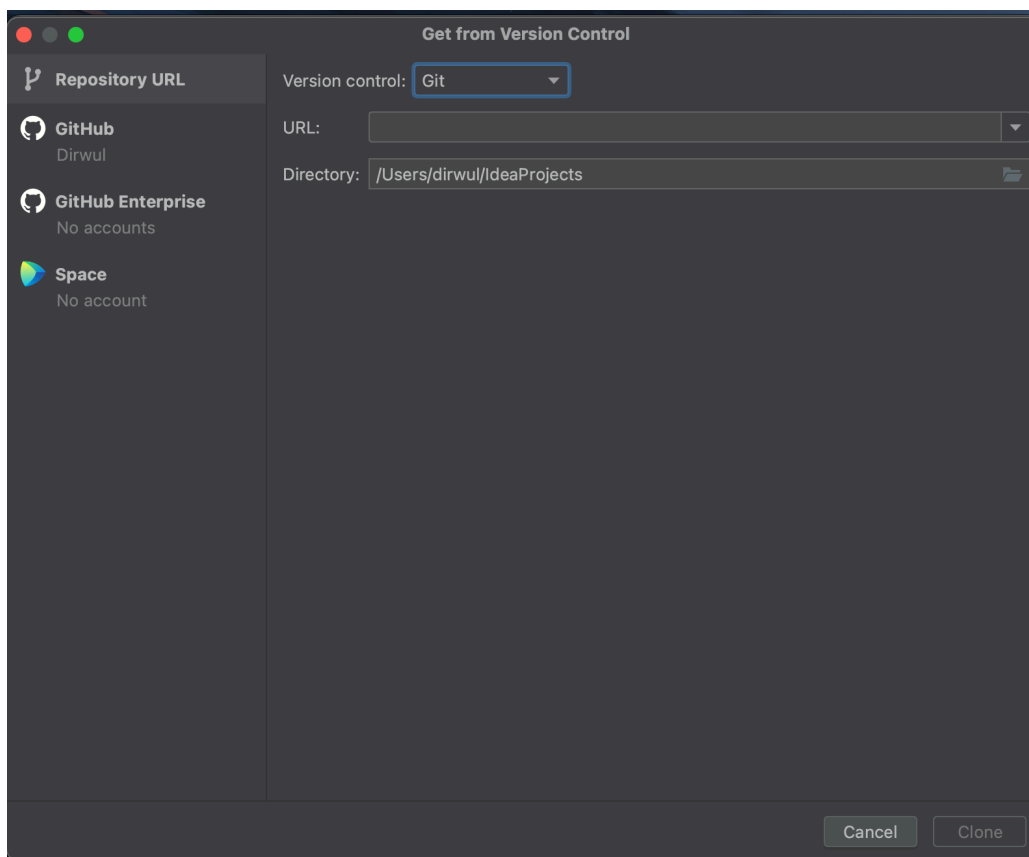 Get from Version Control
Repository URL
GitHub
Dirwul
GitHub Enterprise
No accounts
Space
No account
Version control: Git
URL:
Directory: /Users/dirwul/IdeaProjects
Cancel
Clone